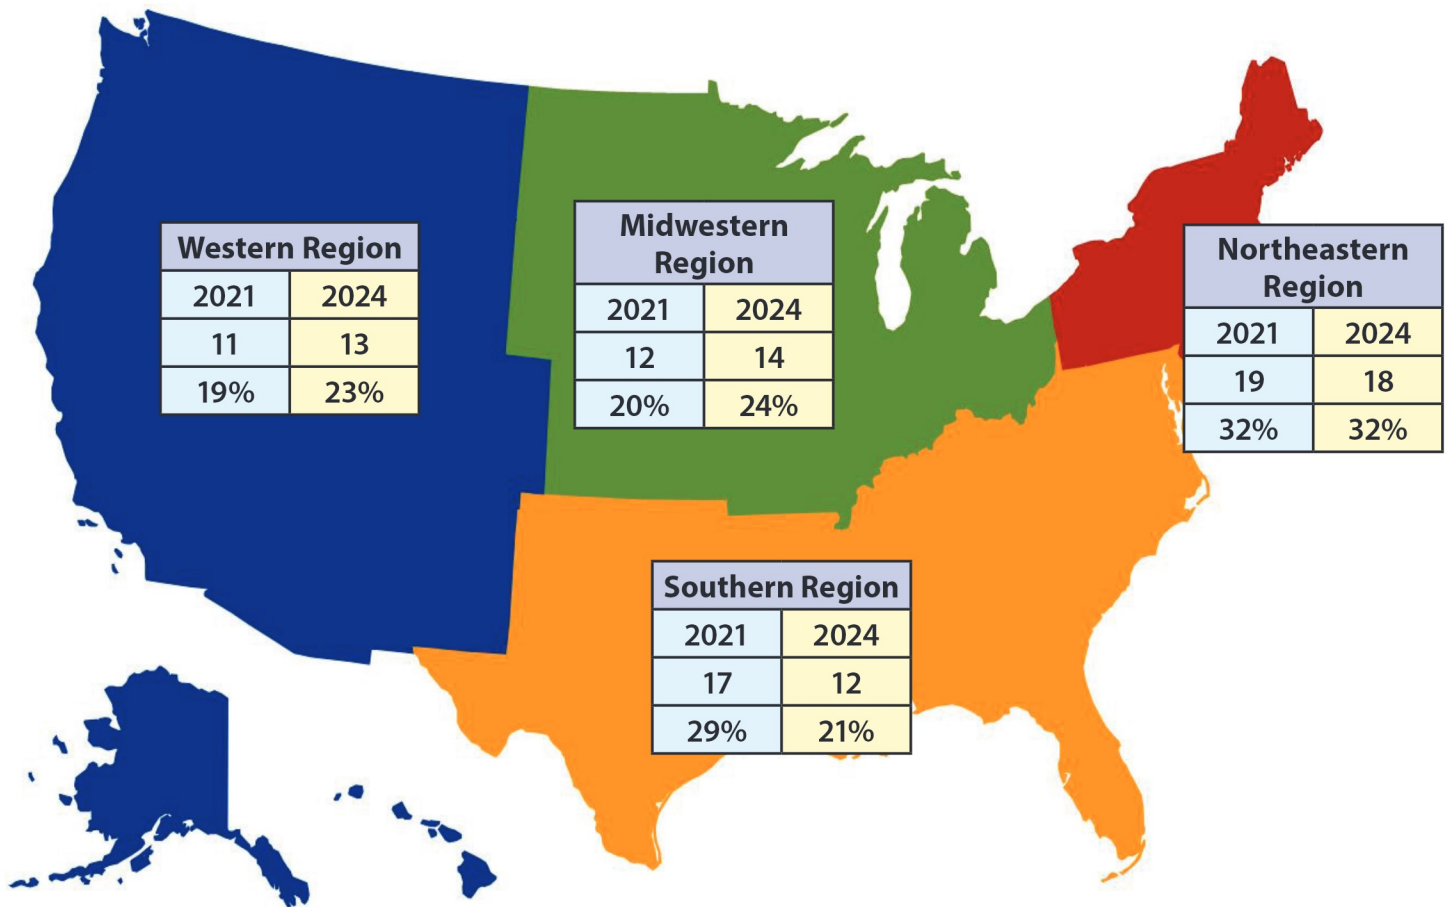 Western Region
2021 2024
11 13
19% 23%
Midwestern
Region
2021 2024
12 14
20% 24%
Northeastern
Region
2021 2024
19 18
32% 32%
Southern Region
2021 2024
17 12
29% 21%